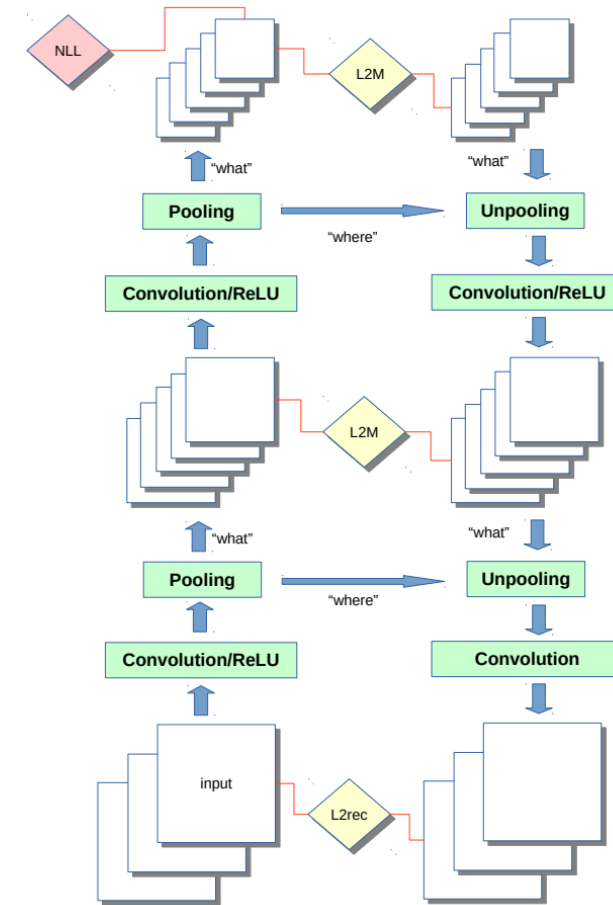 NLL
L2M
“what”
“what”
Pooling
Unpooling
“where”
Convolution/ReLU
Convolution/ReLU
L2M
“what”
“what”
Pooling
Unpooling
“where”
Convolution/ReLU
Convolution
input
L2rec